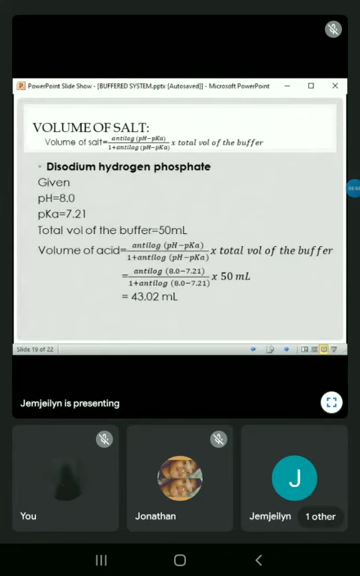 PowerPoint Slide Show - [BUFFERED SYSTEM.pptx [Autosaved]] - Microsoft PowerPoint
VOLUME OF SALT:
Volume of salt= antilog (pH−pKa) / 1+antilog (pH−pKa) x total vol of the buffer
• Disodium hydrogen phosphate
Given
pH=8.0
pKa=7.21
Total vol of the buffer=50mL
Volume of acid= antilog (pH−pKa) / 1+antilog (pH−pKa) x total vol of the buffer
= antilog (8.0−7.21) / 1+antilog (8.0−7.21) x 50 mL
= 43.02 mL
Slide 19 of 22
Jemjeilyn is presenting
J
You
Jonathan
Jemjeilyn
1 other